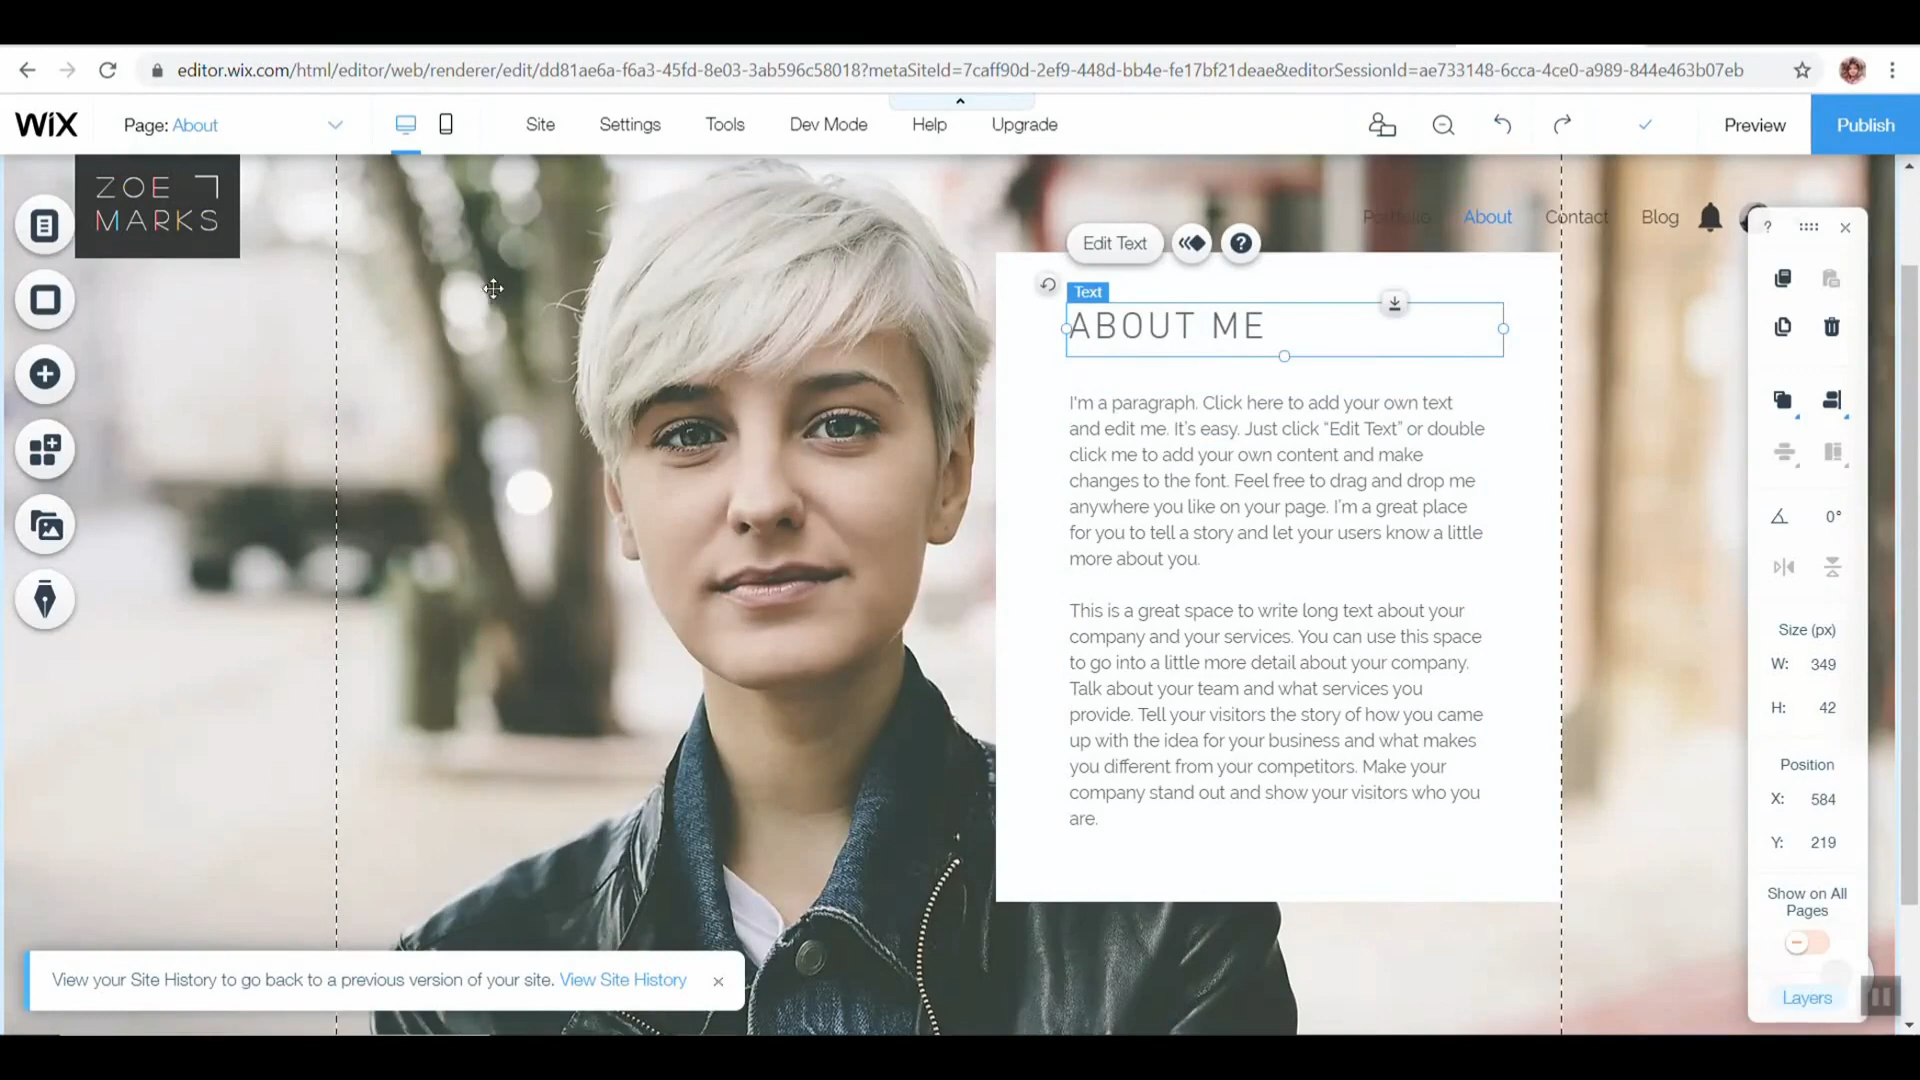 editor.wix.com/html/editor/web/renderer/edit/dd81ae6a-f6a3-45fd-8e03-3ab596c58018?metaSiteId=7caff90d-2ef9-448d-bb4e-fe17bf21deae&editorSessionId=ae733148-6cca-4ce0-a989-844e463b07eb
WiX
Page: About
Site
Settings
Tools
Dev Mode
Help
Upgrade
Preview
Publish
ZOE
MARKS
Portfolio
About
Contact
Blog
Edit Text
Text
ABOUT ME
I'm a paragraph. Click here to add your own text
and edit me. It's easy. Just click “Edit Text” or double
click me to add your own content and make
changes to the font. Feel free to drag and drop me
anywhere you like on your page. I'm a great place
for you to tell a story and let your users know a little
more about you.
This is a great space to write long text about your
company and your services. You can use this space
to go into a little more detail about your company.
Talk about your team and what services you
provide. Tell your visitors the story of how you came
up with the idea for your business and what makes
you different from your competitors. Make your
company stand out and show your visitors who you
are.
0°
Size (px)
W: 349
H: 42
Position
X: 584
Y: 219
Show on All
Pages
Layers
View your Site History to go back to a previous version of your site. View Site History